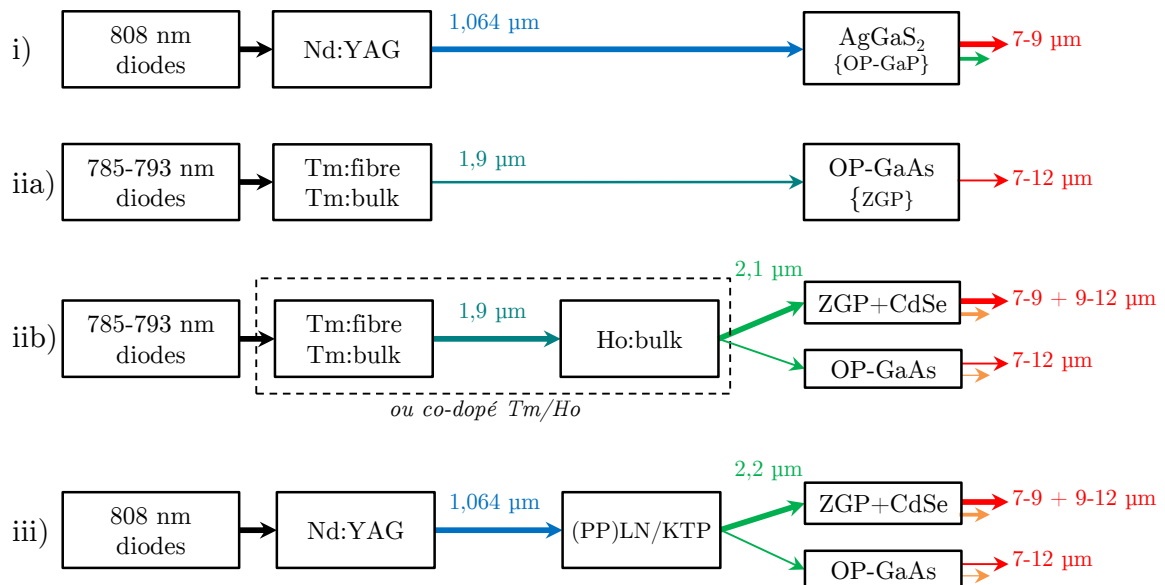 i)
808 nm
diodes
Nd:YAG
1,064 µm
AgGaS₂
{OP-GaP}
7-9 µm
iia)
785-793 nm
diodes
Tm:fibre
Tm:bulk
1,9 µm
OP-GaAs
{ZGP}
7-12 µm
iib)
785-793 nm
diodes
Tm:fibre
Tm:bulk
1,9 µm
Ho:bulk
ou co-dopé Tm/Ho
2,1 µm
ZGP+CdSe
7-9 + 9-12 µm
OP-GaAs
7-12 µm
iii)
808 nm
diodes
Nd:YAG
1,064 µm
(PP)LN/KTP
2,2 µm
ZGP+CdSe
7-9 + 9-12 µm
OP-GaAs
7-12 µm